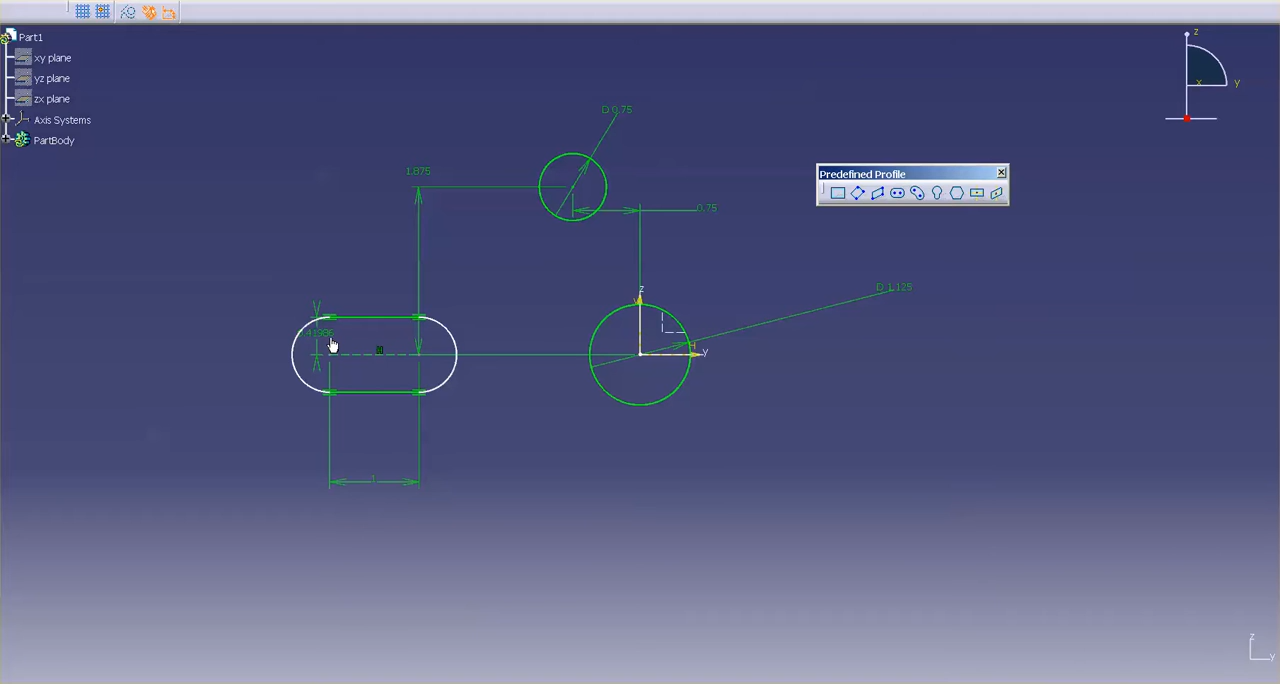 Part1
xy plane
yz plane
zx plane
Axis Systems
PartBody
D 0.75
1.875
0.75
D 1.125
1
Predefined Profile
z
x
y
z
y
H
z
y